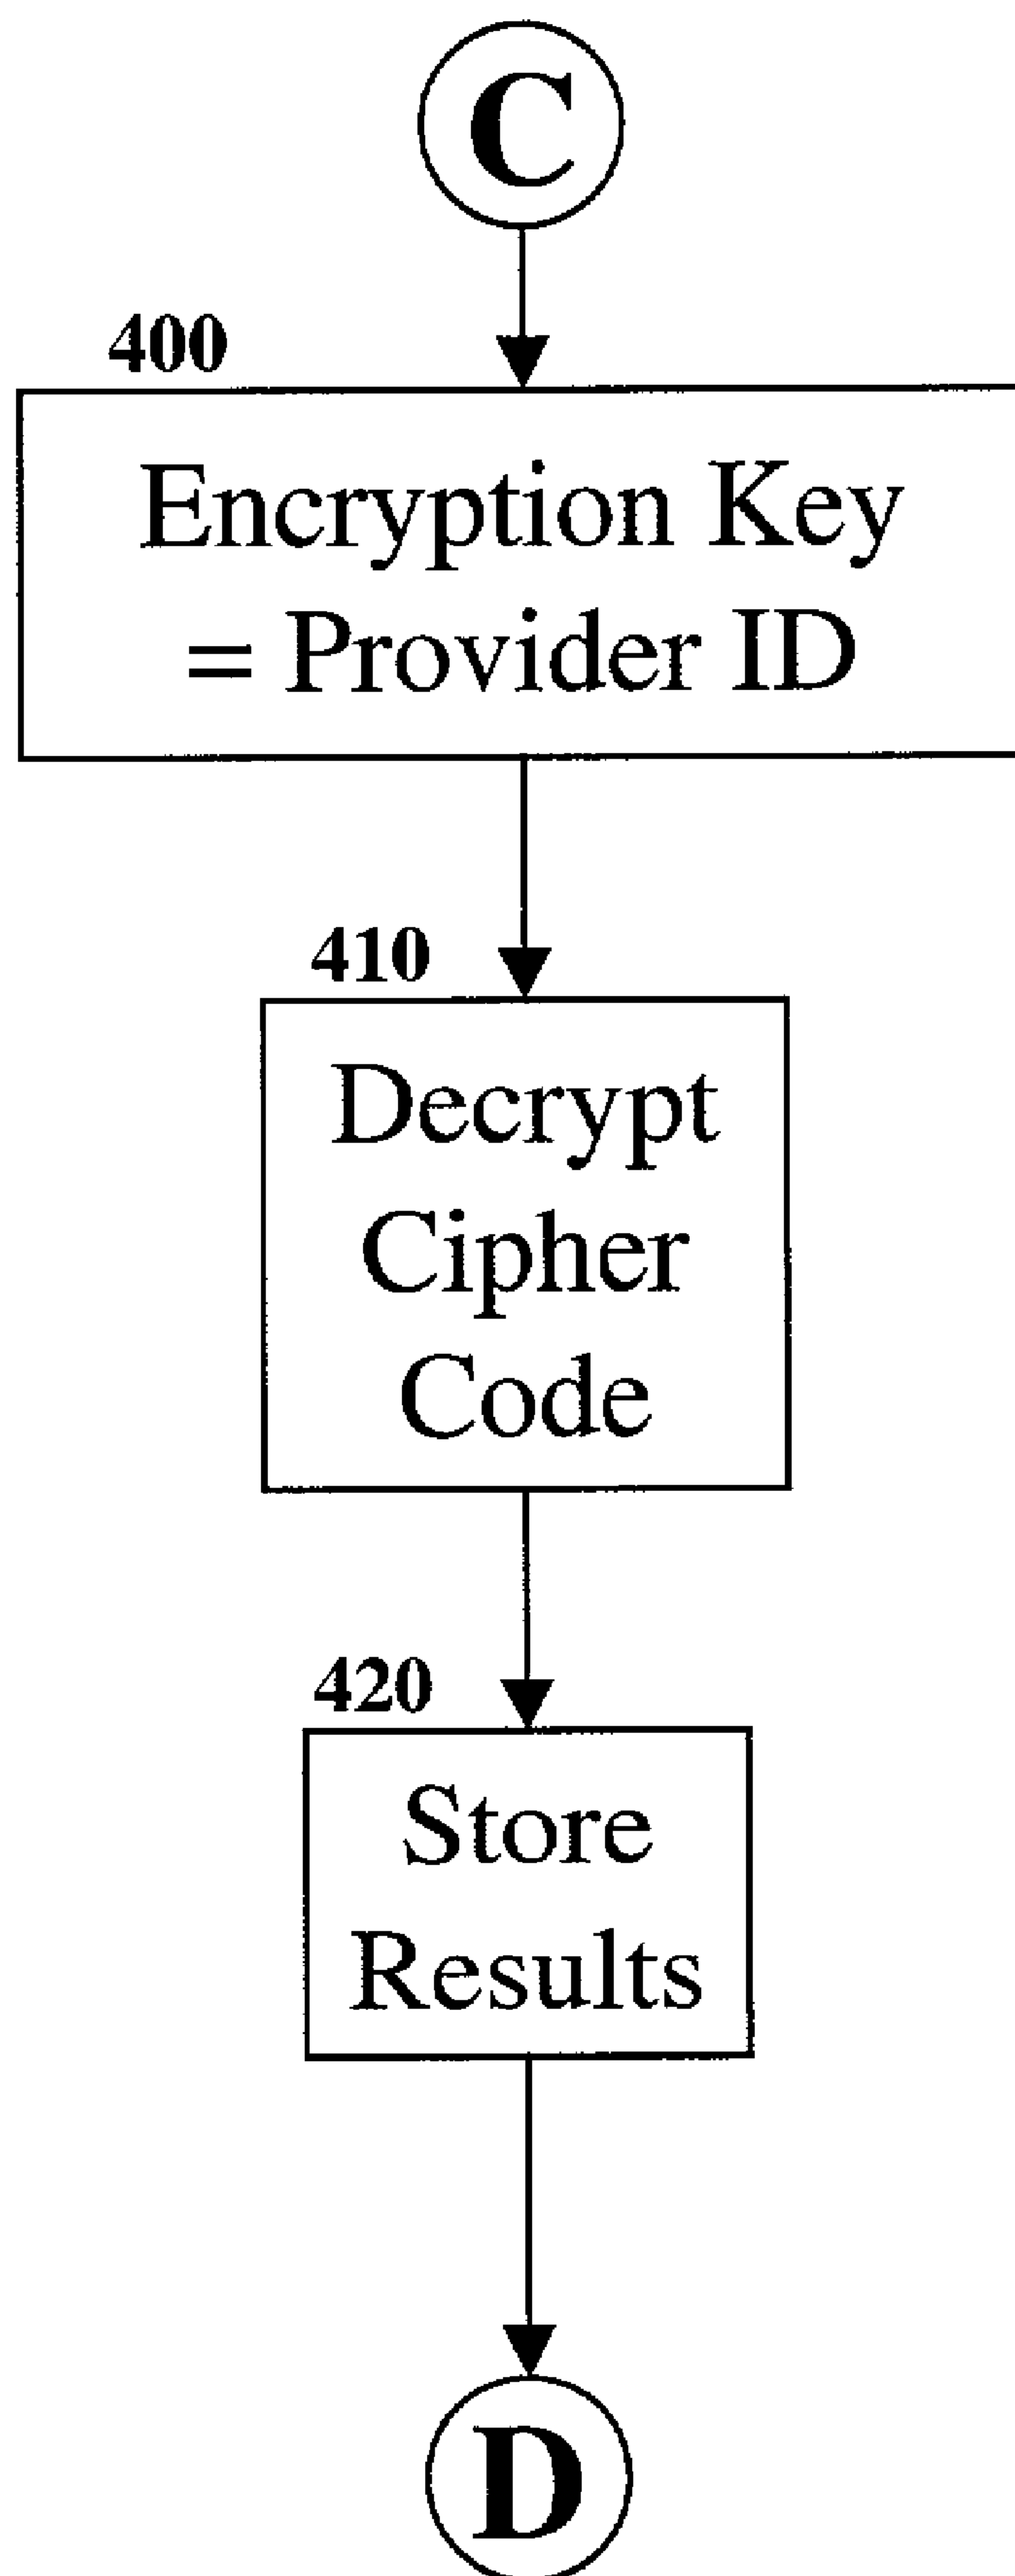 C
400
Encryption Key
= Provider ID
410
Decrypt
Cipher
Code
420
Store
Results
D